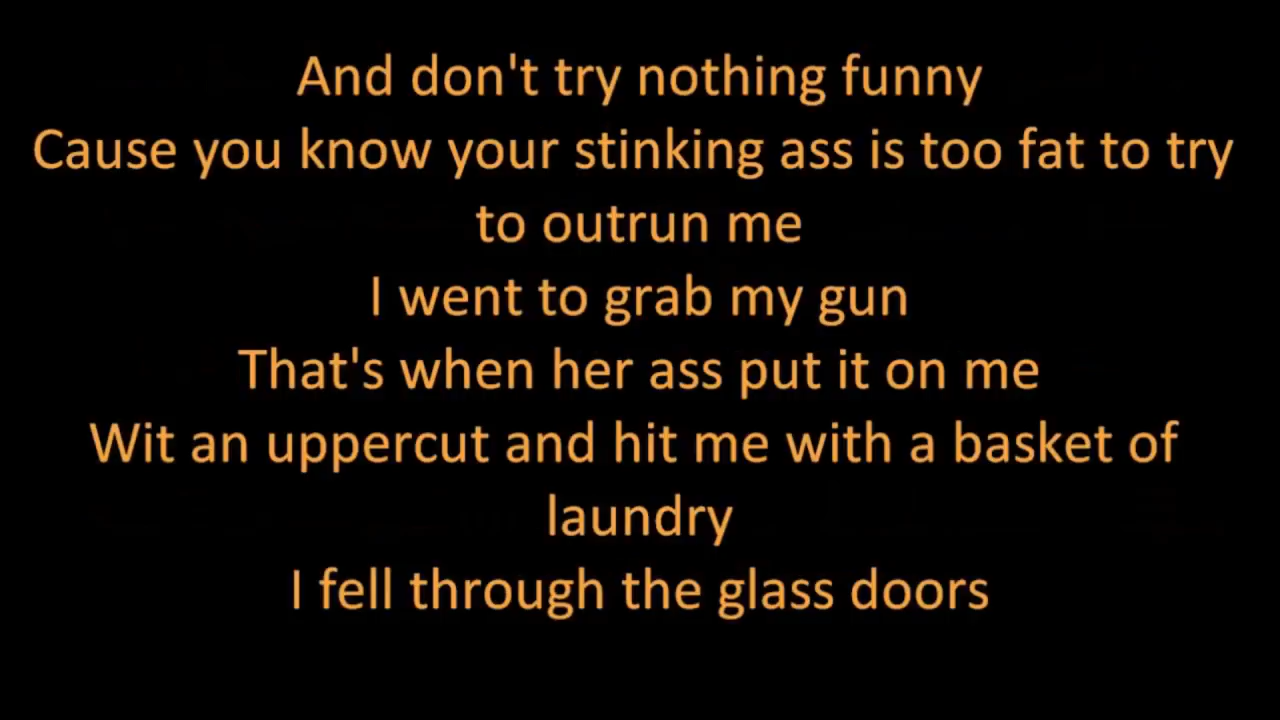 And don't try nothing funny
Cause you know your stinking ass is too fat to try
to outrun me
I went to grab my gun
That's when her ass put it on me
Wit an uppercut and hit me with a basket of
laundry
I fell through the glass doors